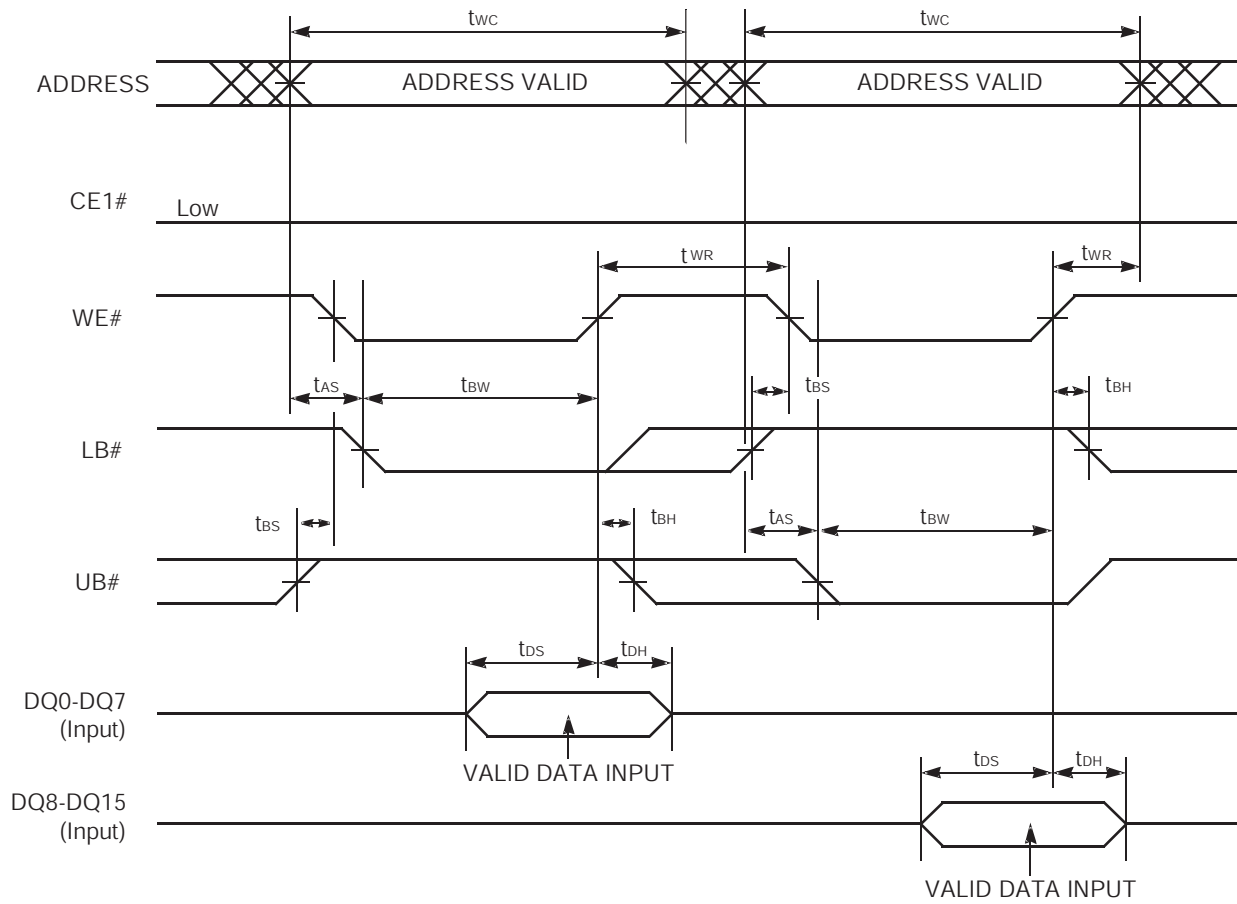 tWC
tWC
ADDRESS
ADDRESS VALID
ADDRESS VALID
CE1#
Low
tWR
tWR
WE#
tAS
tBW
tBS
tBH
LB#
tBS
tBH
tAS
tBW
UB#
tDS
tDH
DQ0-DQ7
(Input)
VALID DATA INPUT
tDS
tDH
DQ8-DQ15
(Input)
VALID DATA INPUT